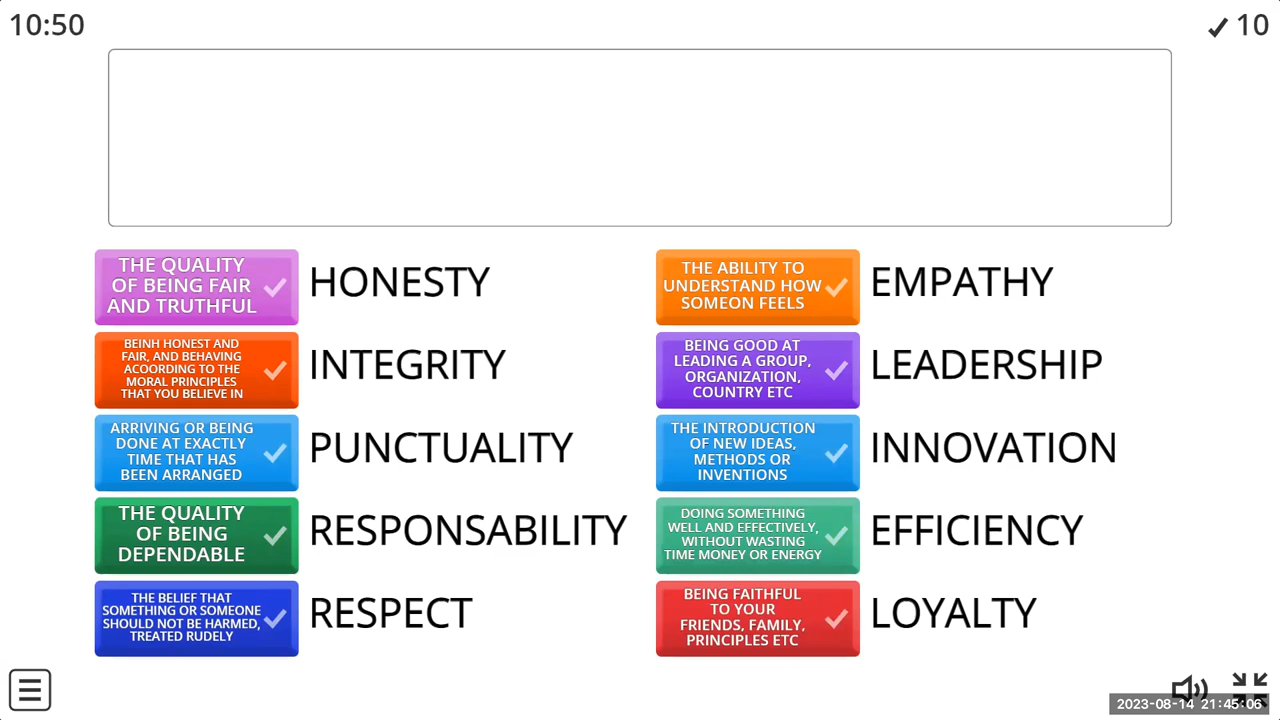 10:50
10
THE QUALITY
OF BEING FAIR
AND TRUTHFUL
HONESTY
THE ABILITY TO
UNDERSTAND HOW
SOMEON FEELS
EMPATHY
BEINH HONEST AND
FAIR, AND BEHAVING
ACOORDING TO THE
MORAL PRINCIPLES
THAT YOU BELIEVE IN
INTEGRITY
BEING GOOD AT
LEADING A GROUP,
ORGANIZATION,
COUNTRY ETC
LEADERSHIP
ARRIVING OR BEING
DONE AT EXACTLY
TIME THAT HAS
BEEN ARRANGED
PUNCTUALITY
THE INTRODUCTION
OF NEW IDEAS,
METHODS OR
INVENTIONS
INNOVATION
THE QUALITY
OF BEING
DEPENDABLE
RESPONSABILITY
DOING SOMETHING
WELL AND EFFECTIVELY,
WITHOUT WASTING
TIME MONEY OR ENERGY
EFFICIENCY
THE BELIEF THAT
SOMETHING OR SOMEONE
SHOULD NOT BE HARMED,
TREATED RUDELY
RESPECT
BEING FAITHFUL
TO YOUR
FRIENDS, FAMILY,
PRINCIPLES ETC
LOYALTY
2023-08-14 21:45:06